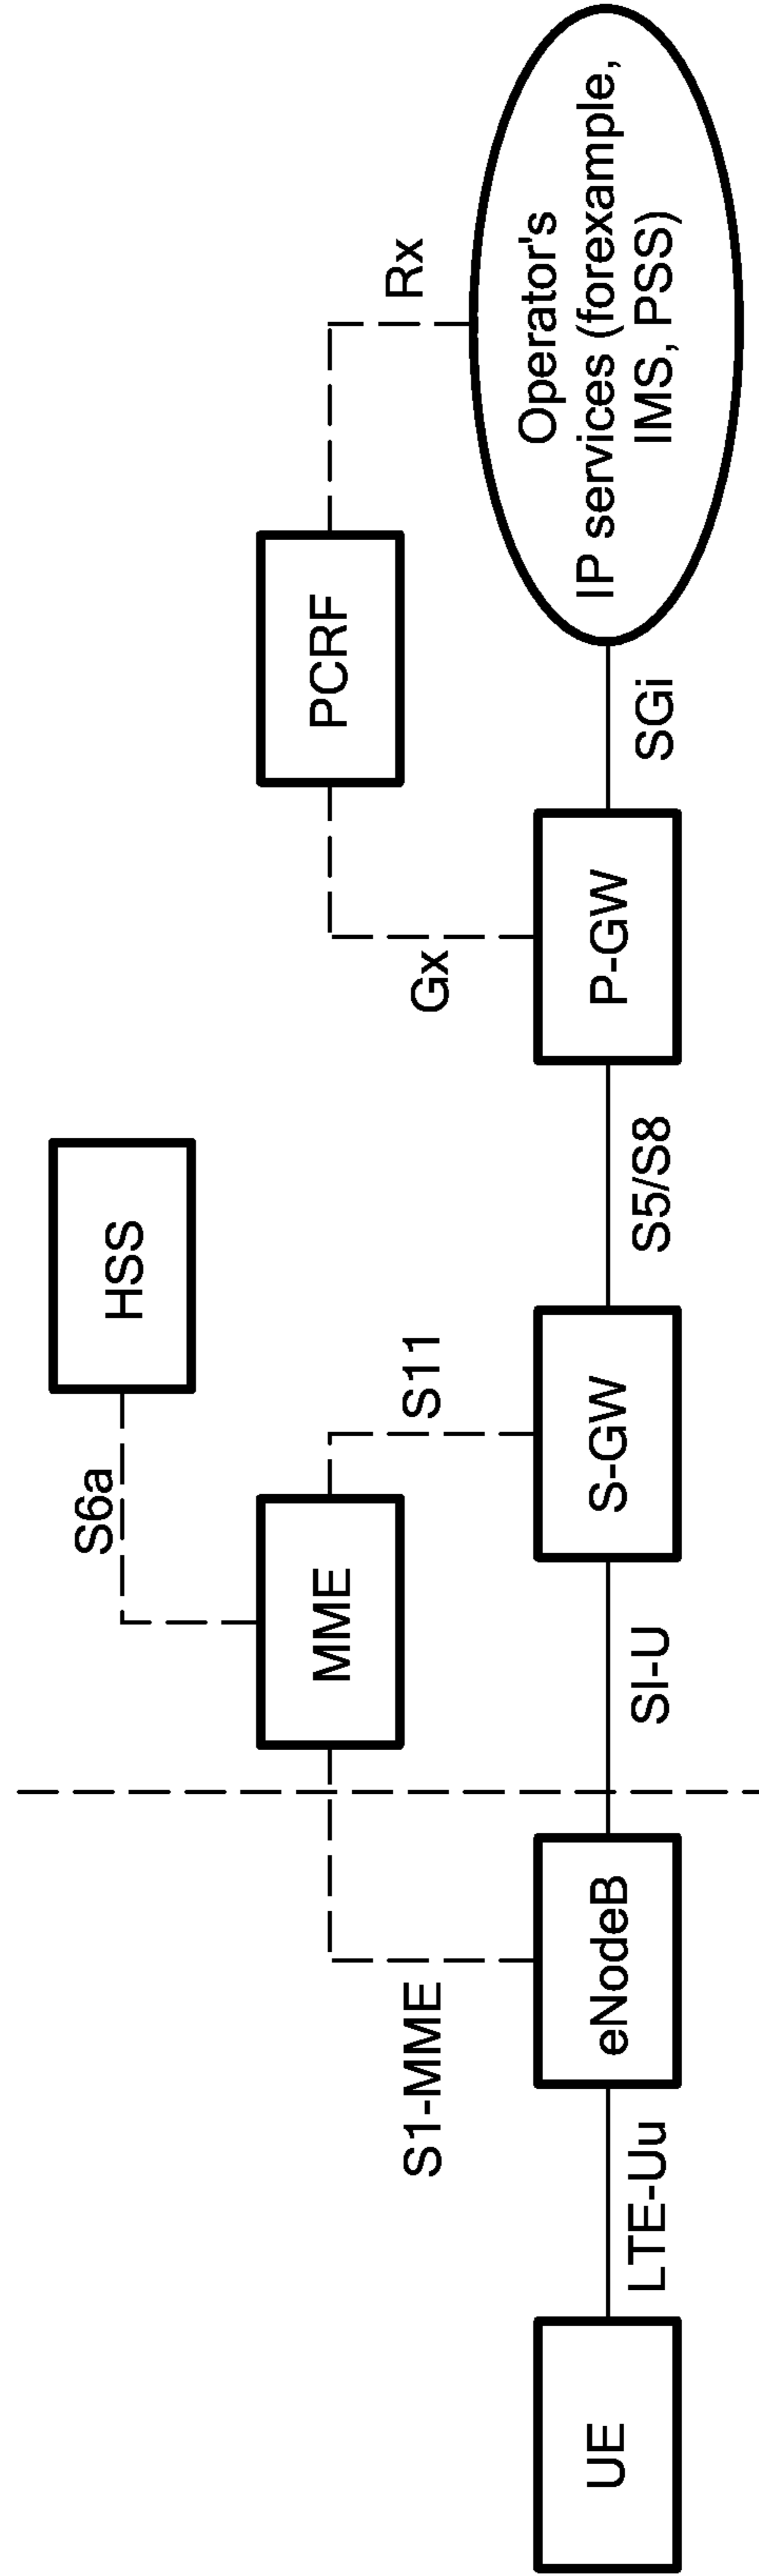 HSS
S6a
MME
PCRF
S1-MME
S11
Gx
Rx
UE
LTE-Uu
eNodeB
SI-U
S-GW
S5/S8
P-GW
SGi
Operator's
IP services (forexample,
IMS, PSS)